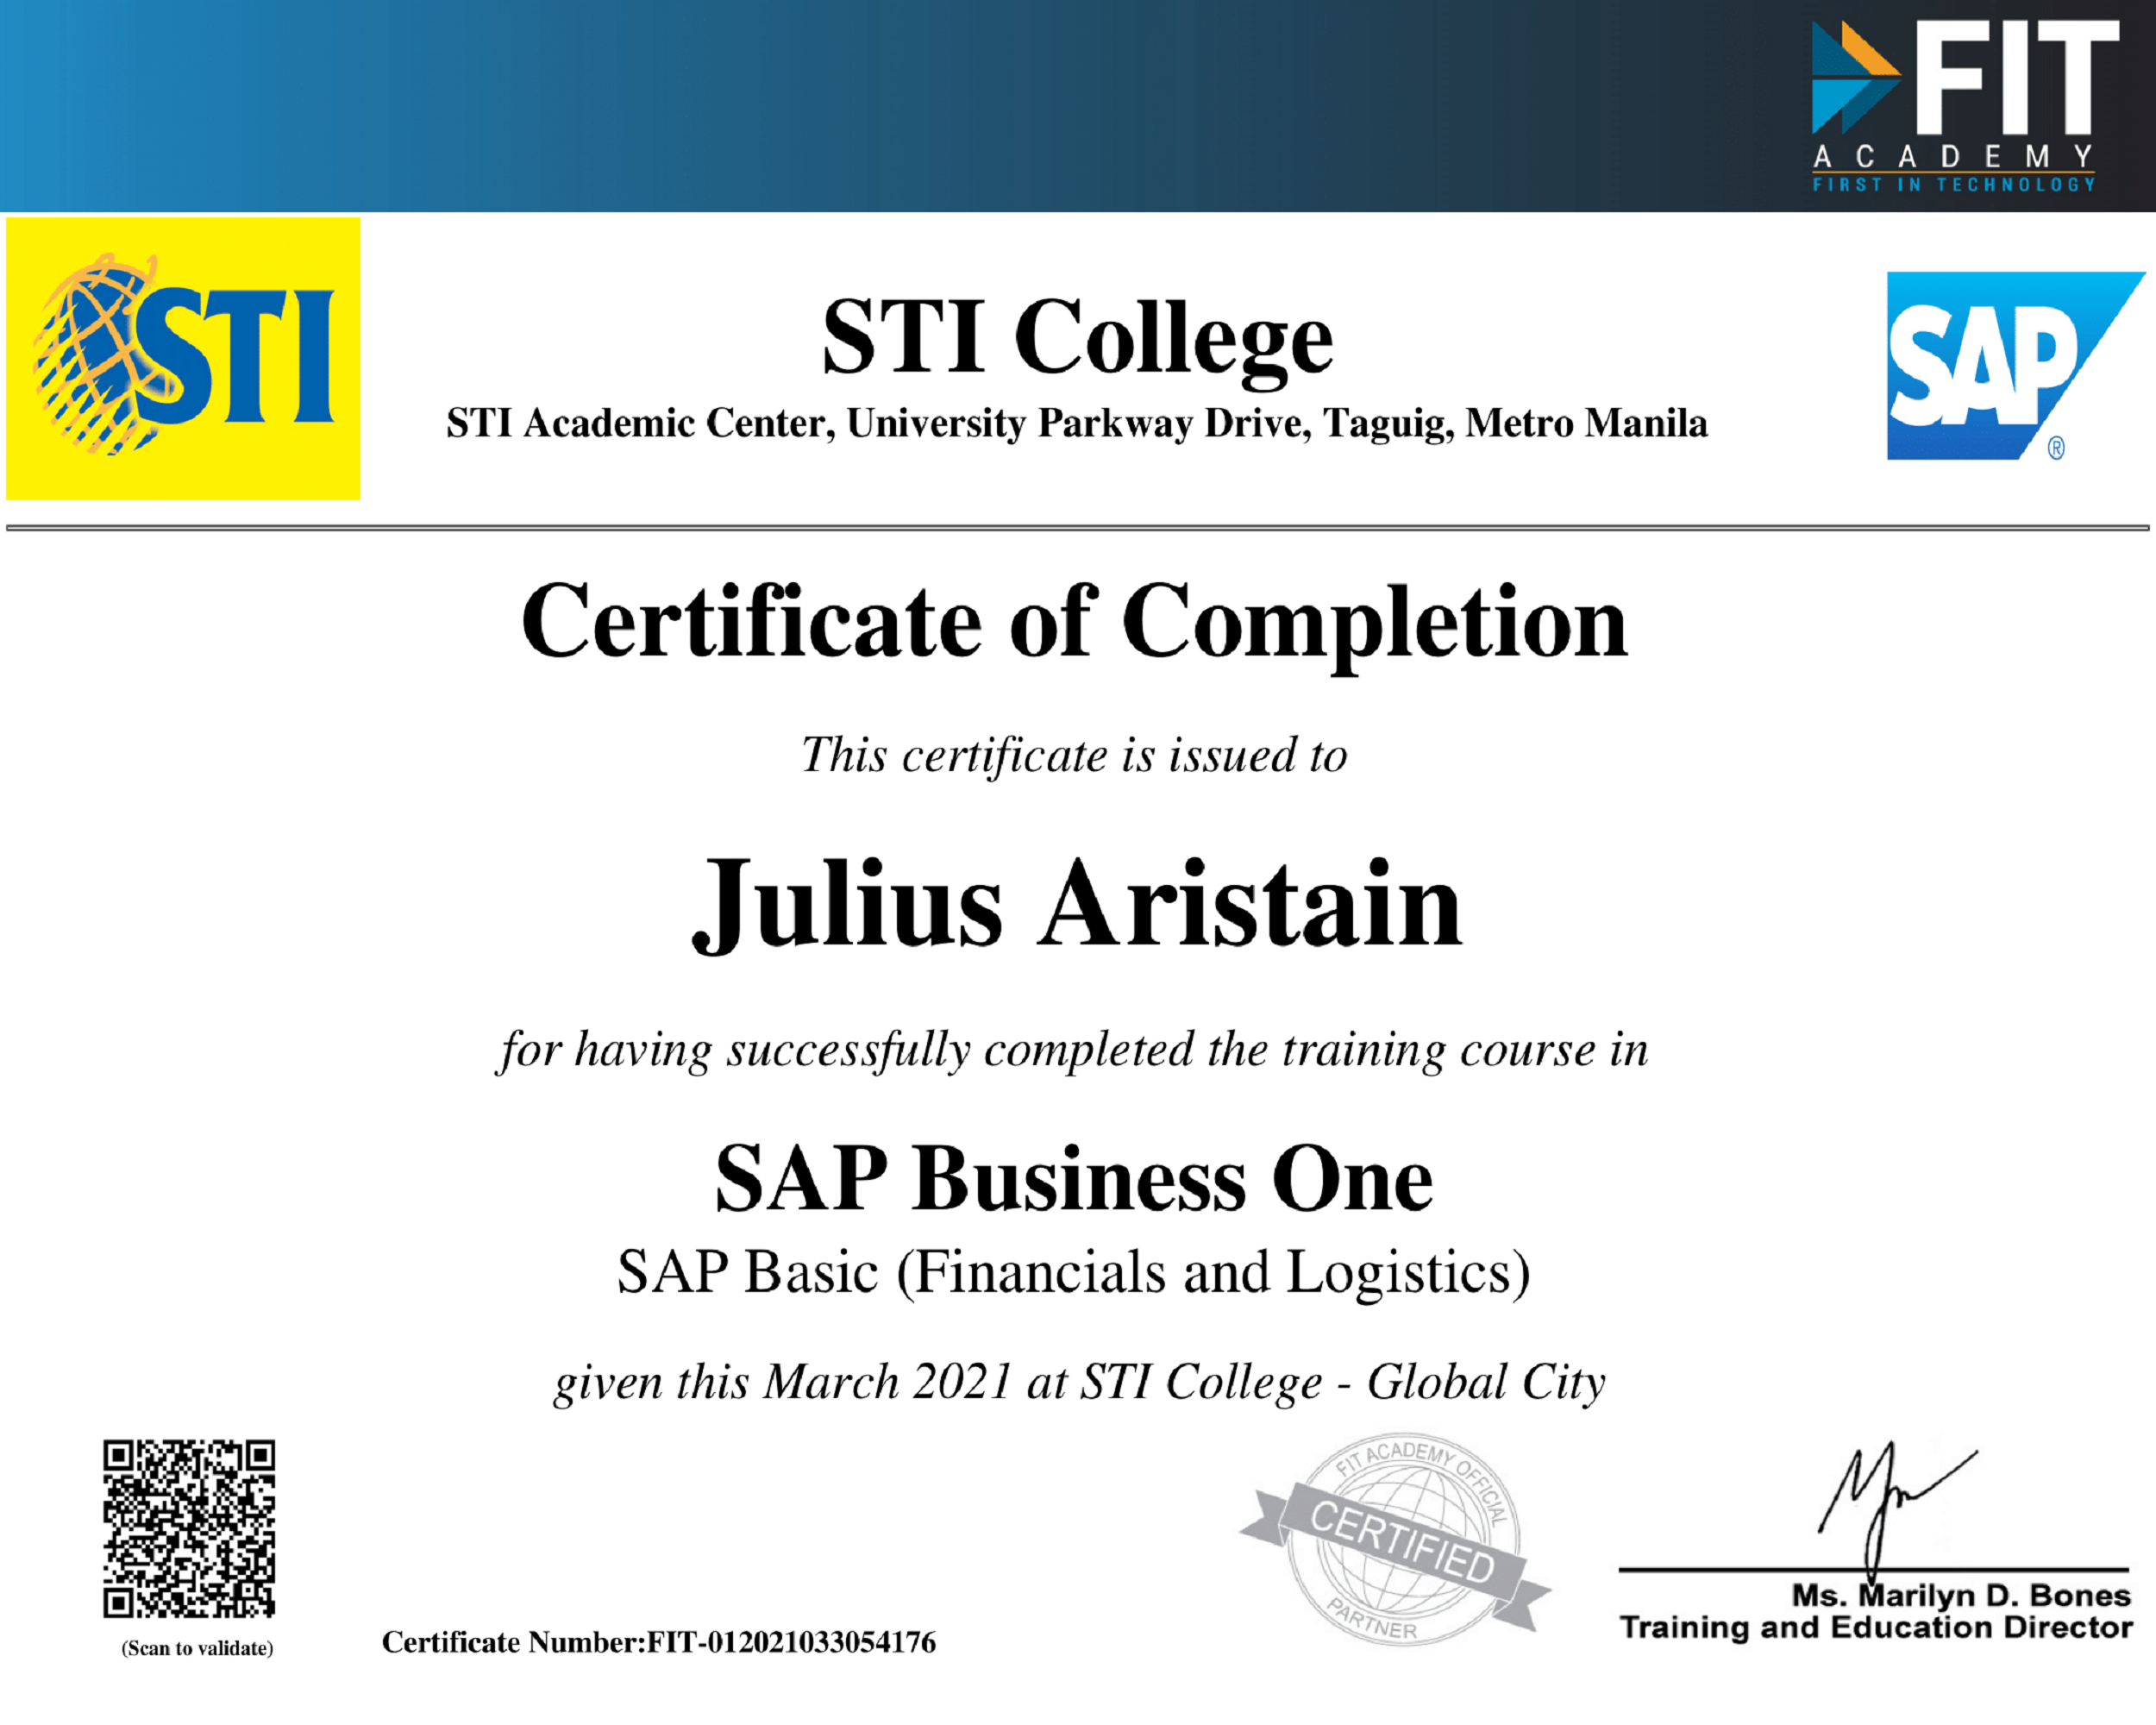 FIT
ACADEMY
FIRST IN TECHNOLOGY
STI
STI College
STI Academic Center, University Parkway Drive, Taguig, Metro Manila
SAP
®
Certificate of Completion
This certificate is issued to
Julius Aristain
for having successfully completed the training course in
SAP Business One
SAP Basic (Financials and Logistics)
given this March 2021 at STI College - Global City
(Scan to validate)
Certificate Number:FIT-012021033054176
FIT ACADEMY OFFICIAL
CERTIFIED
PARTNER
Ms. Marilyn D. Bones
Training and Education Director